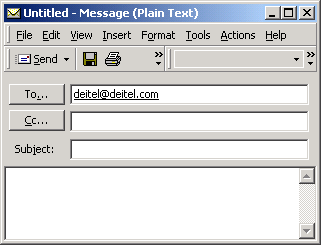 Untitled - Message (Plain Text)
File Edit View Insert Format Tools Actions Help
Send
To... deitel@deitel.com
Cc...
Subject: